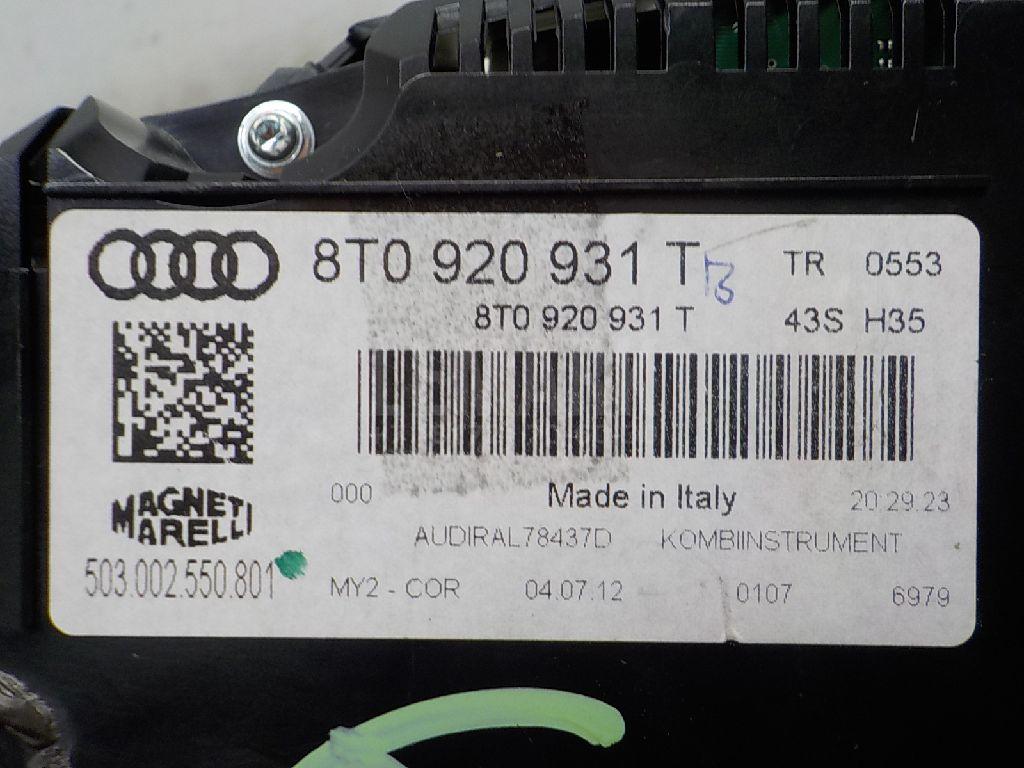 8T0 920 931 T TR 0553
8T0 920 931 T 43S H35
000 Made in Italy 20:29.23
MAGNETI
MARELLI
AUDIRAL78437D KOMBIINSTRUMENT
503.002.550.801
MY2 - COR 04.07.12 0107 6979